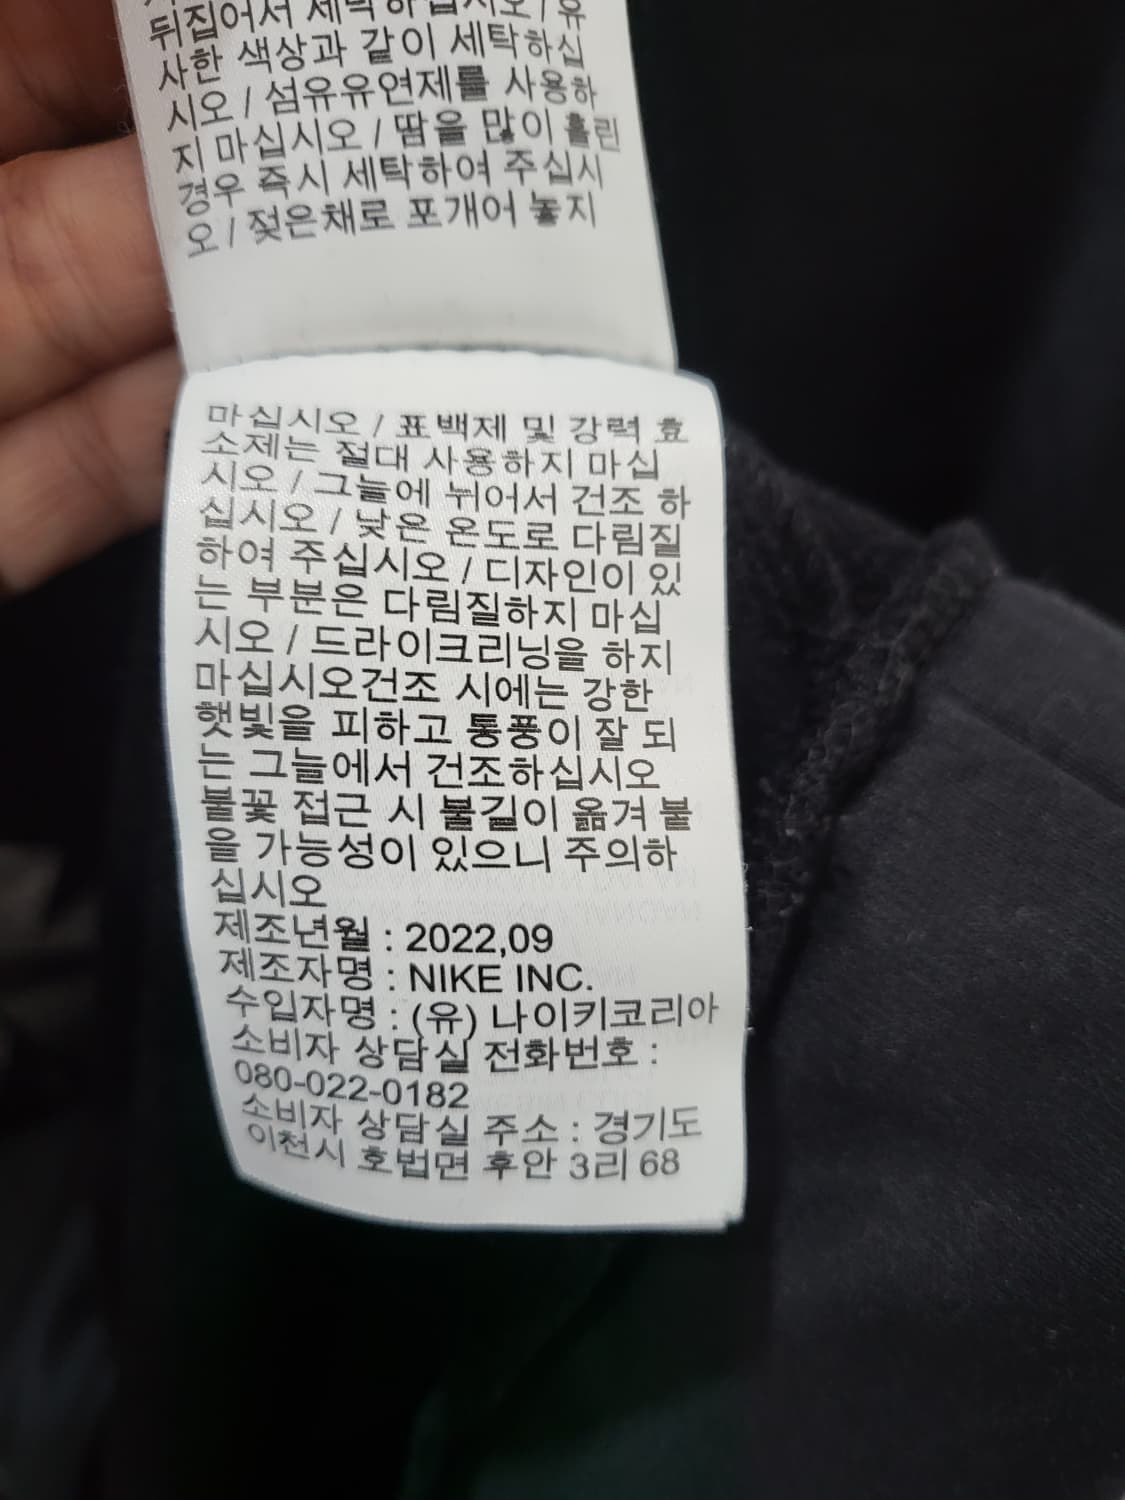 뒤집어서 세탁하십시오 / 유
사한 색상과 같이 세탁하십
시오 / 섬유유연제를 사용하
지 마십시오 / 땀을 많이 흘린
경우 즉시 세탁하여 주십시
오 / 젖은채로 포개어 놓지
마십시오 / 표백제 및 강력 효
소제는 절대 사용하지 마십
시오 / 그늘에 뉘어서 건조 하
십시오 / 낮은 온도로 다림질
하여 주십시오 / 디자인이 있
는 부분은 다림질하지 마십
시오 / 드라이크리닝을 하지
마십시오건조 시에는 강한
햇빛을 피하고 통풍이 잘 되
는 그늘에서 건조하십시오
불꽃 접근 시 불길이 옮겨 붙
을 가능성이 있으니 주의하
십시오
제조년월 : 2022,09
제조자명 : NIKE INC.
수입자명 : (유) 나이키코리아
소비자 상담실 전화번호 :
080-022-0182
소비자 상담실 주소 : 경기도
이천시 호법면 후안 3리 68